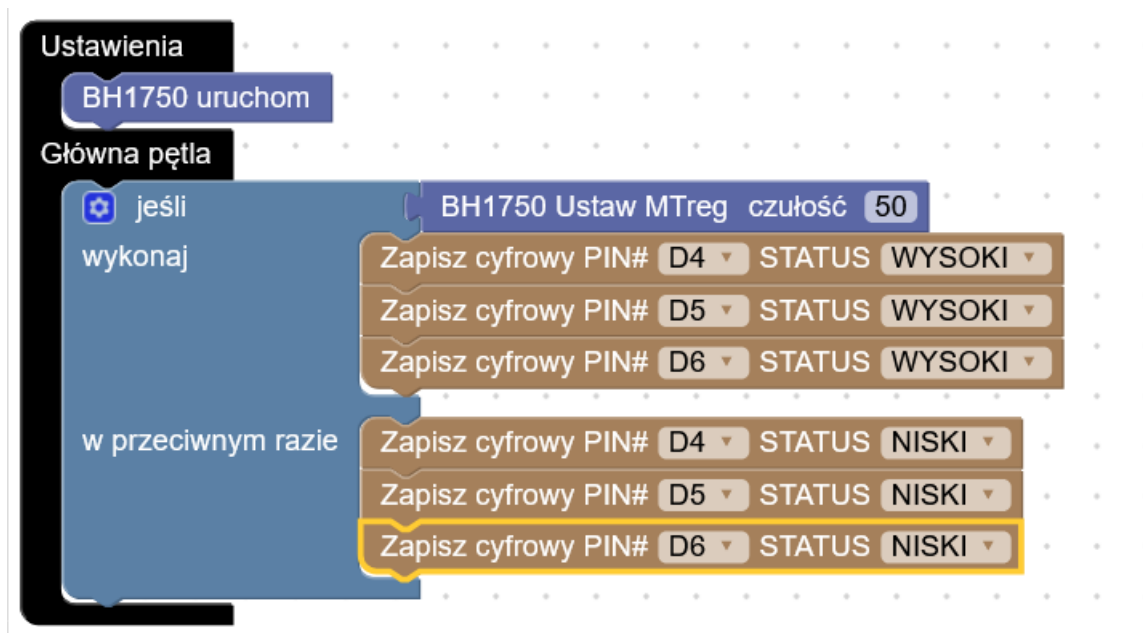 Ustawienia
BH1750 uruchom
Główna pętla
jeśli BH1750 Ustaw MTreg czułość 50
wykonaj Zapisz cyfrowy PIN# D4 STATUS WYSOKI
Zapisz cyfrowy PIN# D5 STATUS WYSOKI
Zapisz cyfrowy PIN# D6 STATUS WYSOKI
w przeciwnym razie Zapisz cyfrowy PIN# D4 STATUS NISKI
Zapisz cyfrowy PIN# D5 STATUS NISKI
Zapisz cyfrowy PIN# D6 STATUS NISKI